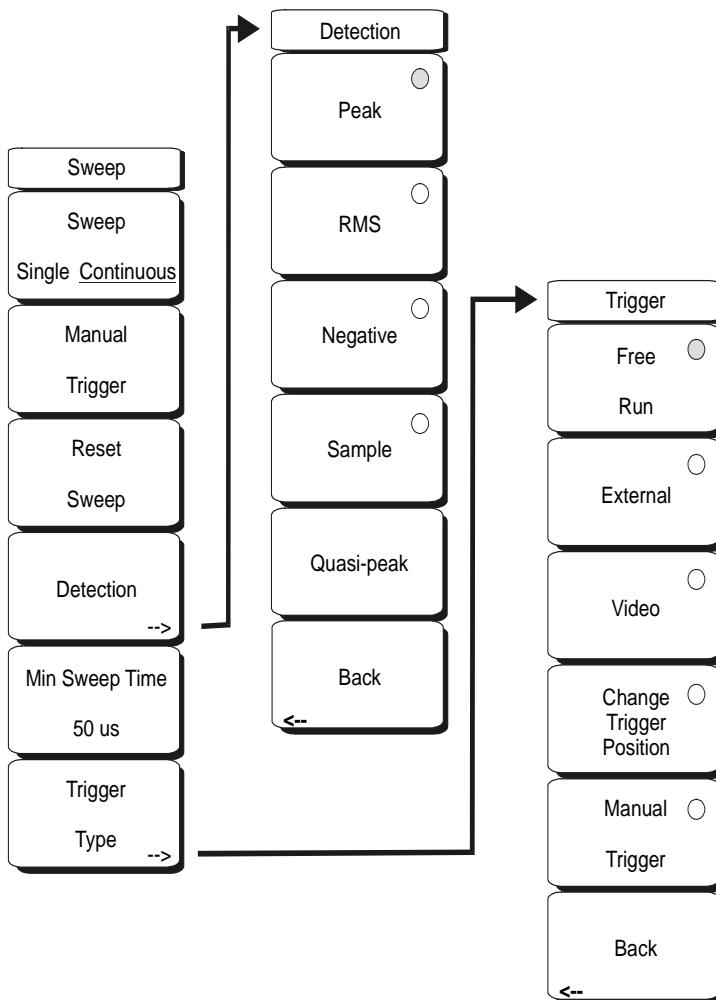 Sweep
Sweep
Single Continuous
Manual
Trigger
Reset
Sweep
Detection
-->
Min Sweep Time
50 us
Trigger
Type
-->
Detection
Peak
RMS
Negative
Sample
Quasi-peak
Back
<--
Trigger
Free
Run
External
Video
Change
Trigger
Position
Manual
Trigger
Back
<--